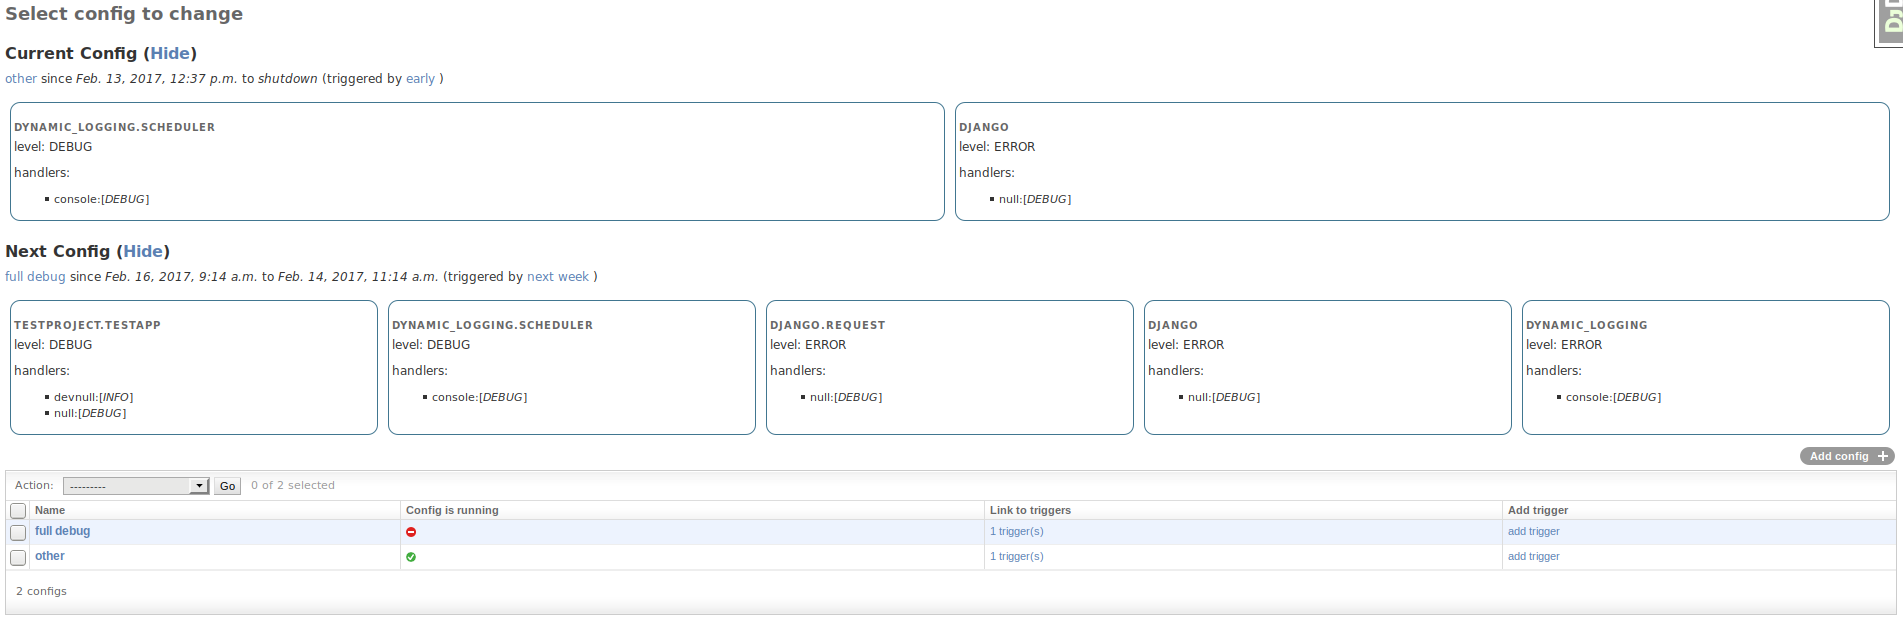 Select config to change
Current Config (Hide)
other since Feb. 13, 2017, 12:37 p.m. to shutdown (triggered by early )
DYNAMIC_LOGGING.SCHEDULER
level: DEBUG
handlers:
console:[DEBUG]
DJANGO
level: ERROR
handlers:
null:[DEBUG]
Next Config (Hide)
full debug since Feb. 16, 2017, 9:14 a.m. to Feb. 14, 2017, 11:14 a.m. (triggered by next week )
TESTPROJECT.TESTAPP
level: DEBUG
handlers:
devnull:[INFO]
null:[DEBUG]
DYNAMIC_LOGGING.SCHEDULER
level: DEBUG
handlers:
console:[DEBUG]
DJANGO.REQUEST
level: ERROR
handlers:
null:[DEBUG]
DJANGO
level: ERROR
handlers:
null:[DEBUG]
DYNAMIC_LOGGING
level: ERROR
handlers:
console:[DEBUG]
Add config +
Action: --------- Go 0 of 2 selected
Name Config is running Link to triggers Add trigger
full debug 1 trigger(s) add trigger
other 1 trigger(s) add trigger
2 configs